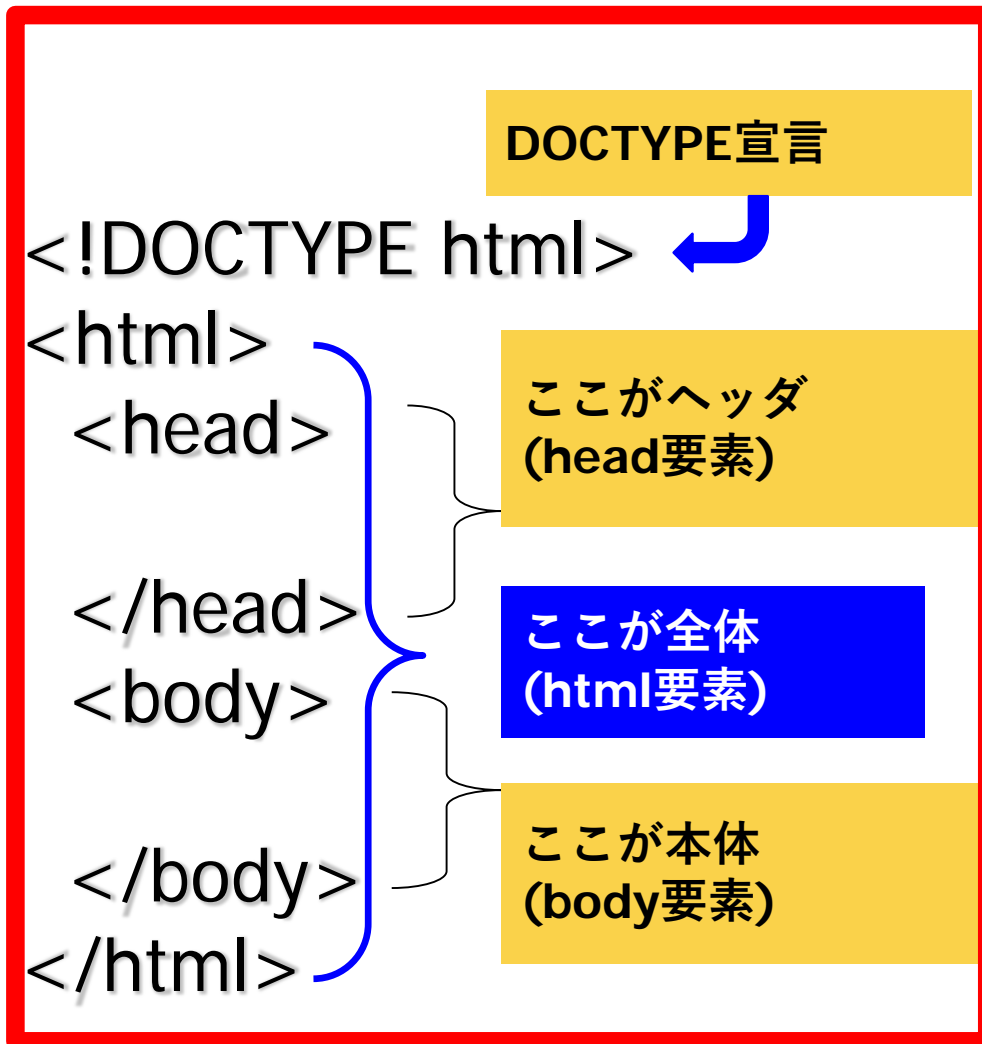 DOCTYPE宣言
<!DOCTYPE html>
<html>
<head>
ここがヘッダ
(head要素)
</head>
ここが全体
(html要素)
<body>
ここが本体
(body要素)
</body>
</html>